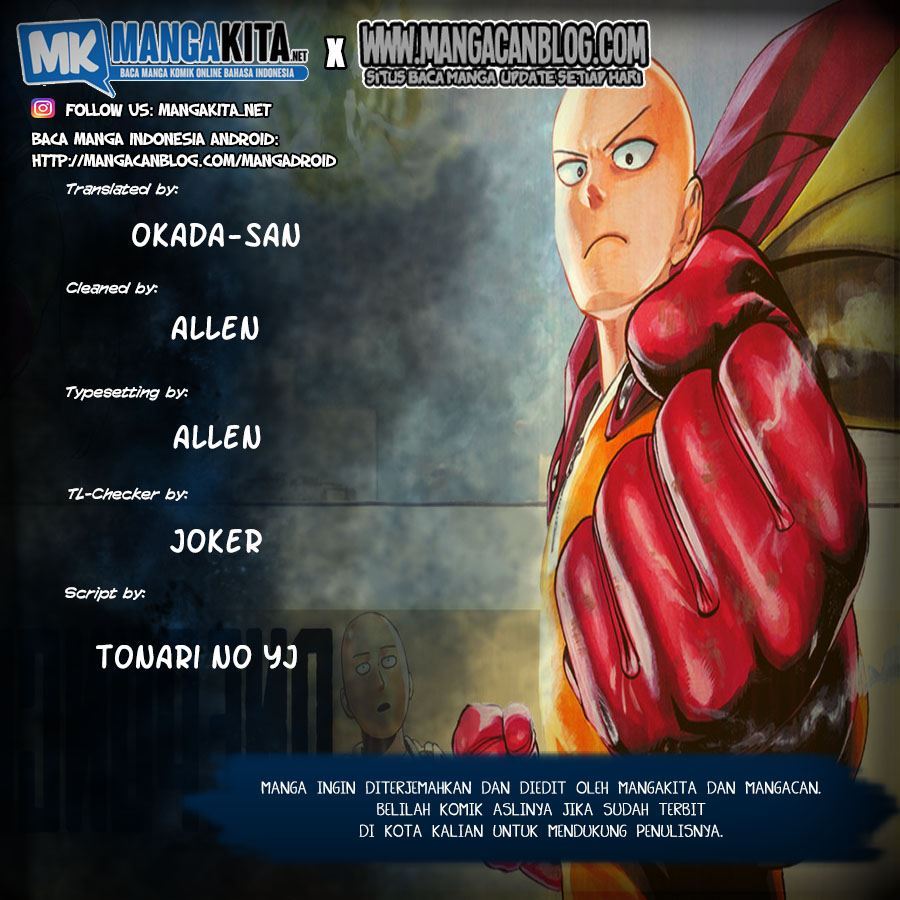 MK MANGAKITA.NET
BACA MANGA KOMIK ONLINE BAHASA INDONESIA
X
WWW.MANGACANBLOG.COM
SITUS BACA MANGA UPDATE SETIAP HARI
FOLLOW US: MANGAKITA_NET
BACA MANGA INDONESIA ANDROID:
HTTP://MANGACANBLOG.COM/MANGADROID
Translated by:
OKADA-SAN
Cleaned by:
ALLEN
Typesetting by:
ALLEN
TL-Checker by:
JOKER
Script by:
TONARI NO YJ
MANGA INGIN DITERJEMAHKAN DAN DIEDIT OLEH MANGAKITA DAN MANGACAN.
BELILAH KOMIK ASLINYA JIKA SUDAH TERBIT
DI KOTA KALIAN UNTUK MENDUKUNG PENULISNYA.